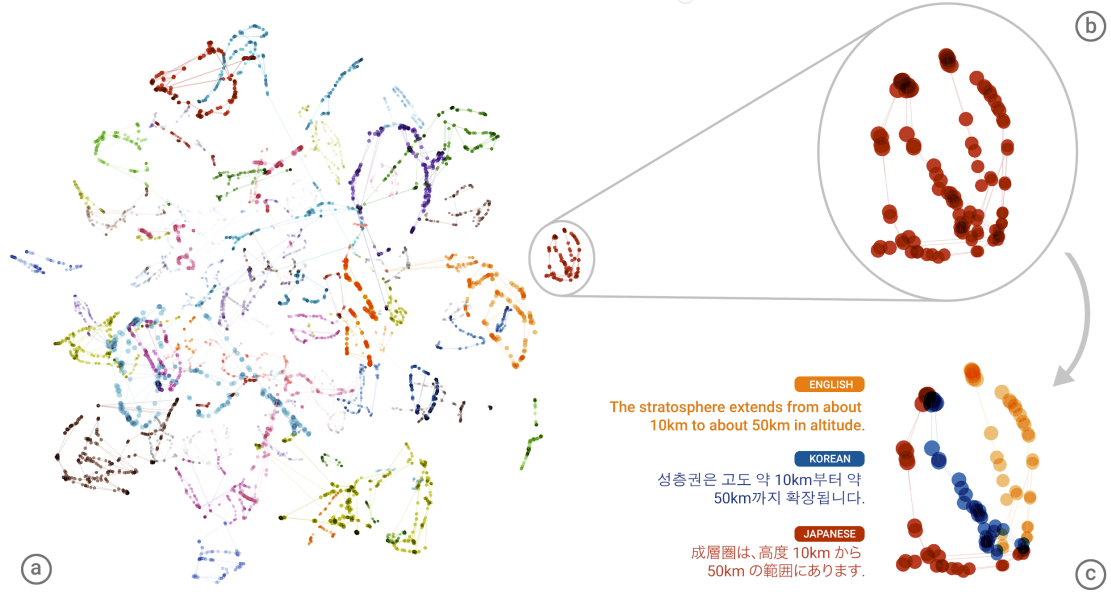 b
ENGLISH
The stratosphere extends from about
10km to about 50km in altitude.
KOREAN
성층권은 고도 약 10km부터 약
50km까지 확장됩니다.
JAPANESE
成層圏は、高度 10km から
50km の範囲にあります.
a
c